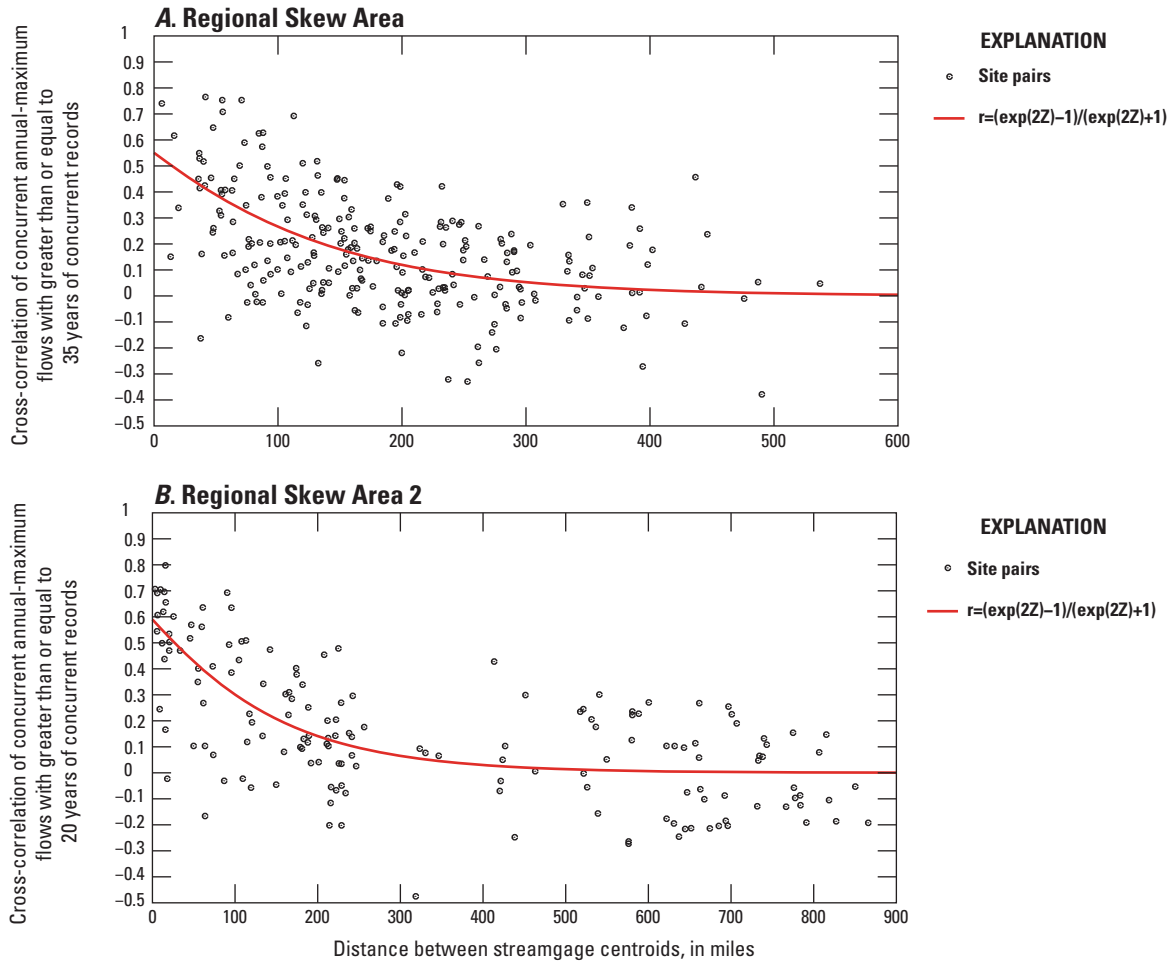 A. Regional Skew Area
Cross-correlation of concurrent annual-maximum
flows with greater than or equal to
35 years of concurrent records
1
0.9
0.8
0.7
0.6
0.5
0.4
0.3
0.2
0.1
0
−0.1
−0.2
−0.3
−0.4
−0.5
0 100 200 300 400 500 600
EXPLANATION
Site pairs
r=(exp(2Z)−1)/(exp(2Z)+1)
B. Regional Skew Area 2
Cross-correlation of concurrent annual-maximum
flows with greater than or equal to
20 years of concurrent records
1
0.9
0.8
0.7
0.6
0.5
0.4
0.3
0.2
0.1
0
−0.1
−0.2
−0.3
−0.4
−0.5
0 100 200 300 400 500 600 700 800 900
Distance between streamgage centroids, in miles
EXPLANATION
Site pairs
r=(exp(2Z)−1)/(exp(2Z)+1)